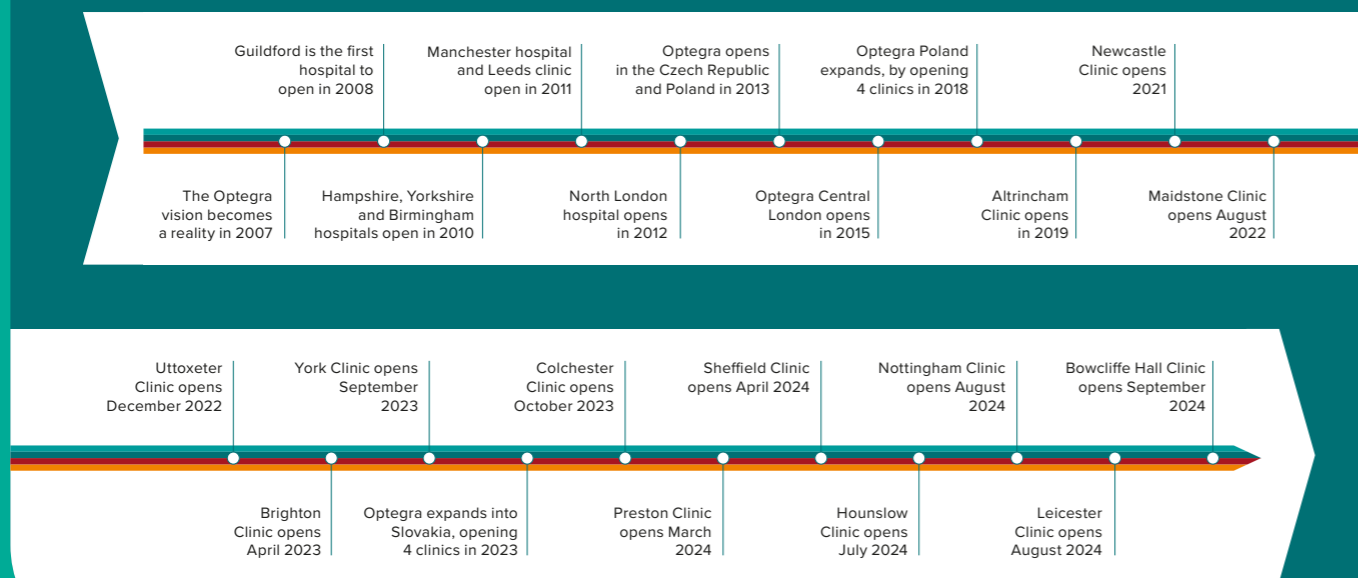 Guildford is the first
hospital to
open in 2008
Manchester hospital
and Leeds clinic
open in 2011
Optegra opens
in the Czech Republic
and Poland in 2013
Optegra Poland
expands, by opening
4 clinics in 2018
Newcastle
Clinic opens
2021
The Optegra
vision becomes
a reality in 2007
Hampshire, Yorkshire
and Birmingham
hospitals open in 2010
North London
hospital opens
in 2012
Optegra Central
London opens
in 2015
Altrincham
Clinic opens
in 2019
Maidstone Clinic
opens August
2022
Uttoxeter
Clinic opens
December 2022
York Clinic opens
September
2023
Colchester
Clinic opens
October 2023
Sheffield Clinic
opens April 2024
Nottingham Clinic
opens August
2024
Bowcliffe Hall Clinic
opens September
2024
Brighton
Clinic opens
April 2023
Optegra expands into
Slovakia, opening
4 clinics in 2023
Preston Clinic
opens March
2024
Hounslow
Clinic opens
July 2024
Leicester
Clinic opens
August 2024